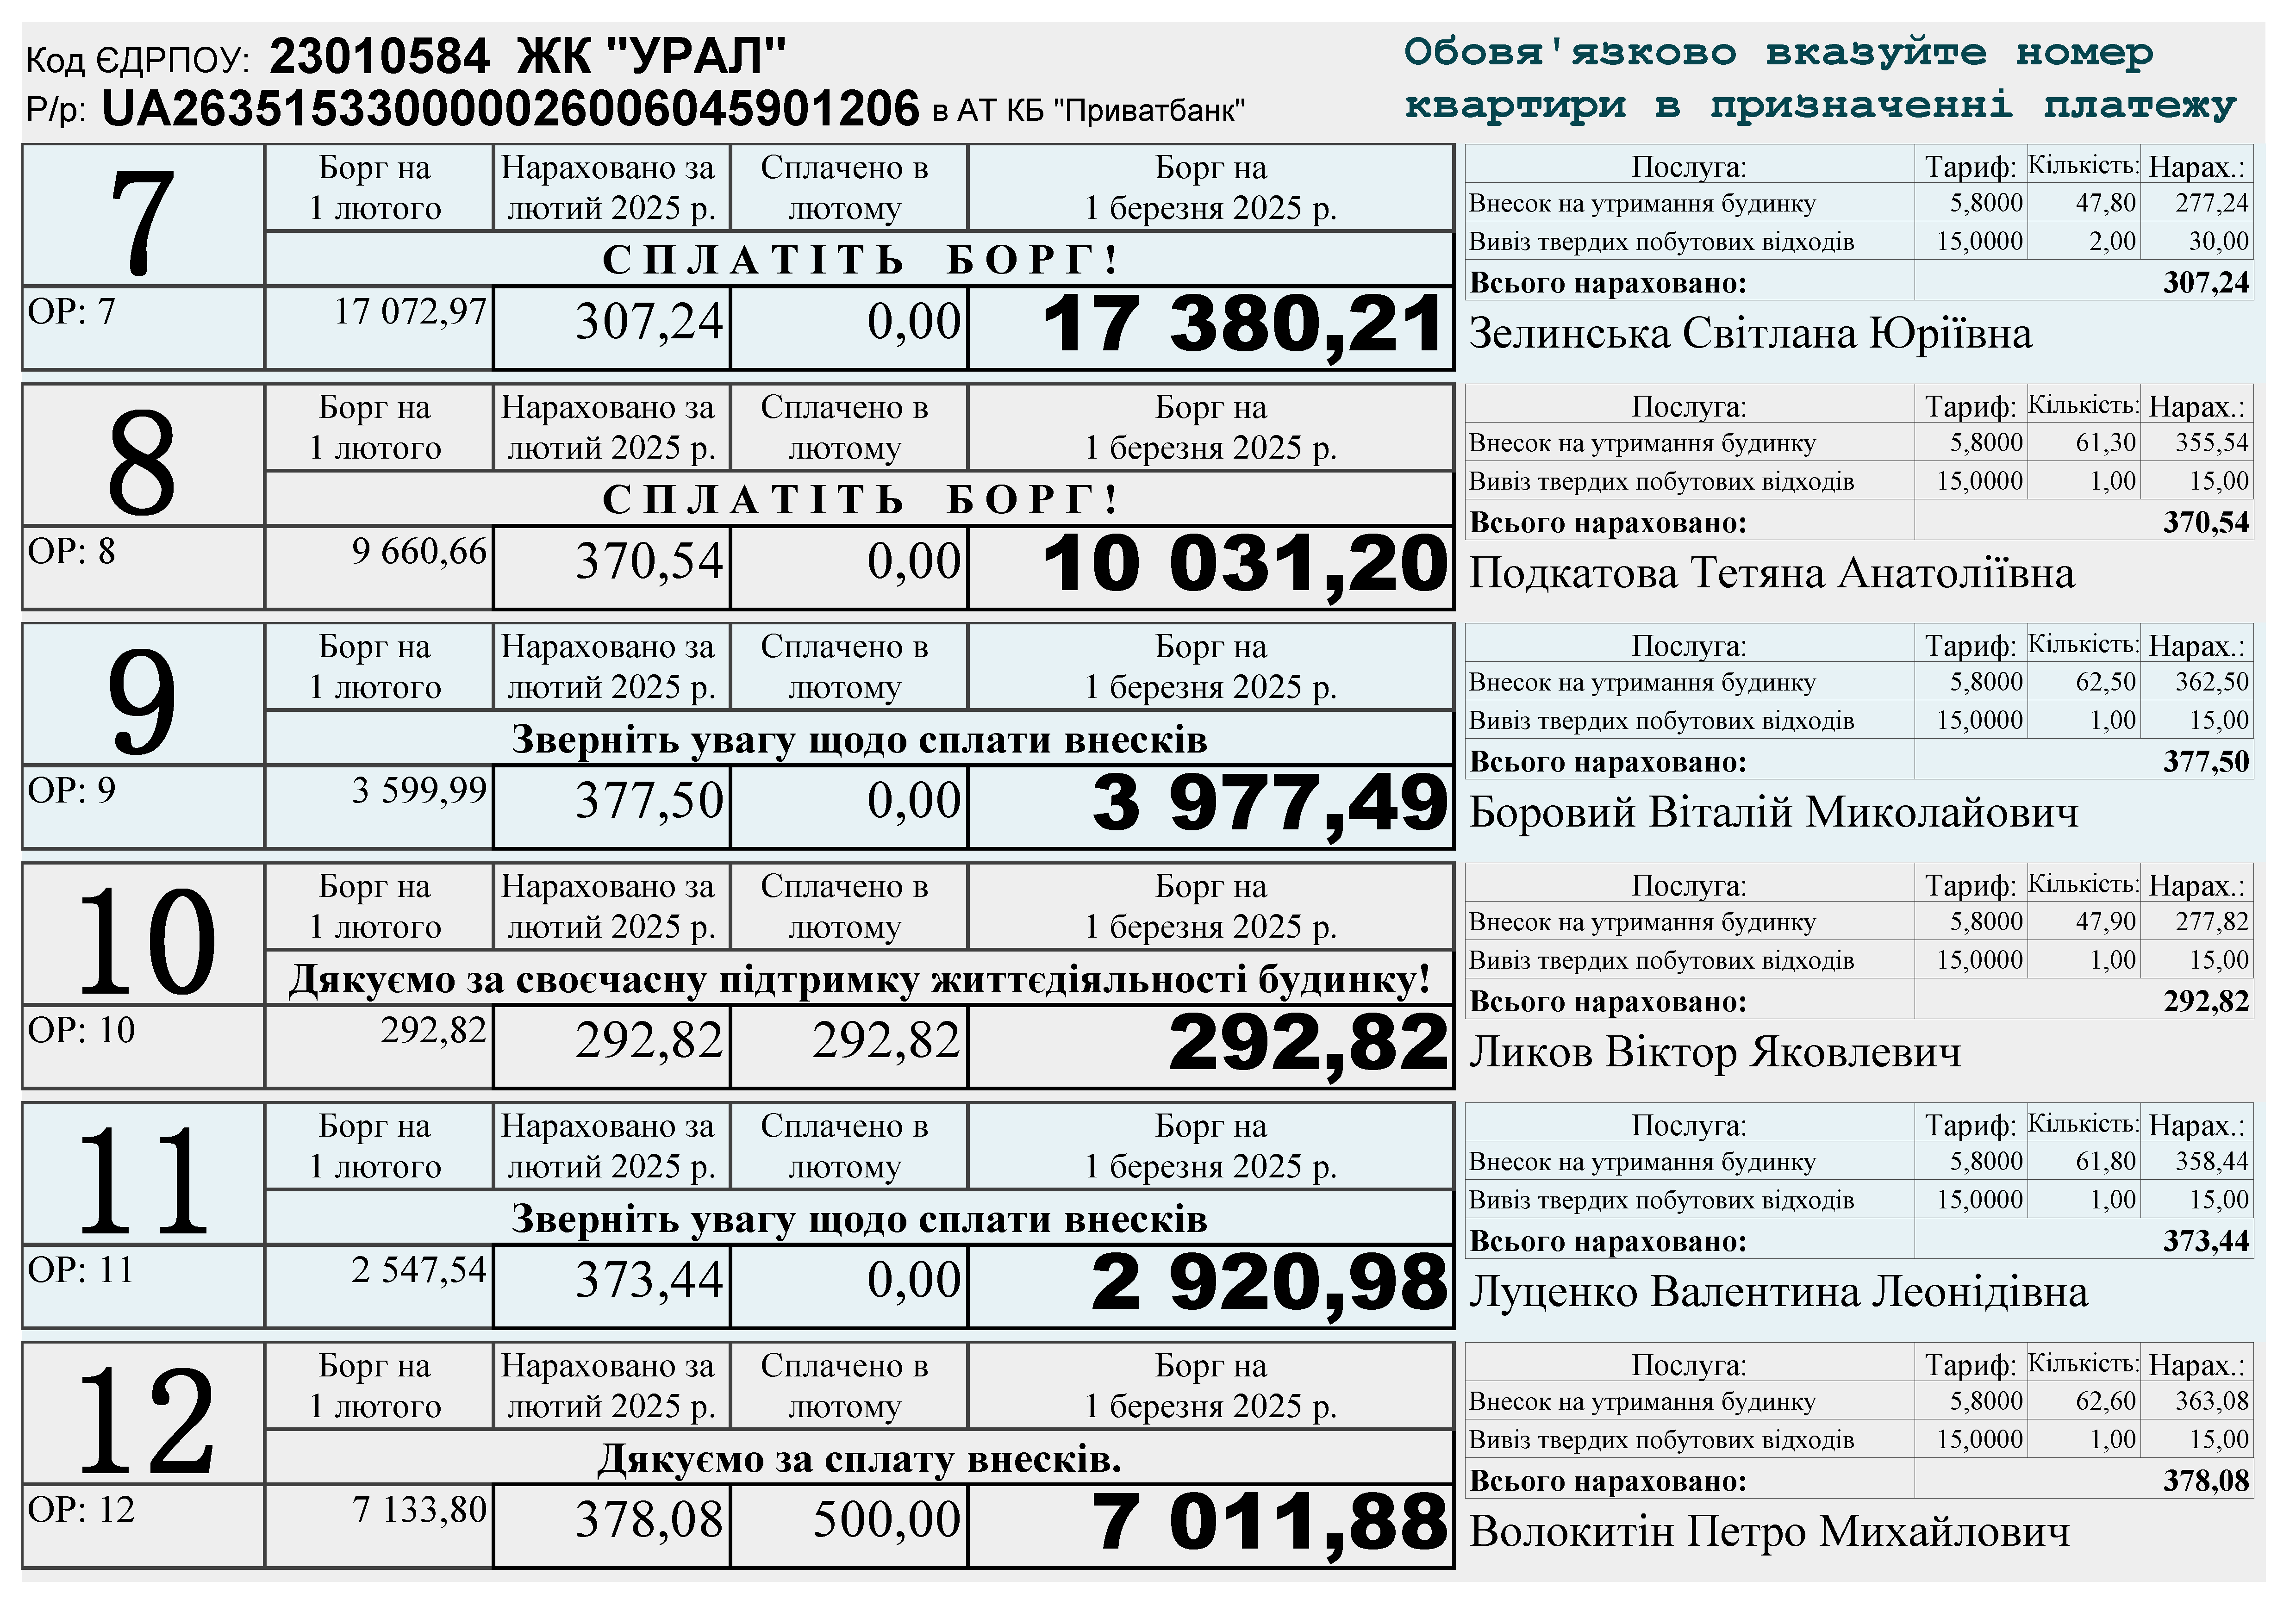 Код ЄДРПОУ: 23010584 ЖК "УРАЛ"
Р/р: UA263515330000026006045901206 в АТ КБ "Приватбанк"
Обовя'язково вказуйте номер
квартири в призначенні платежу
7
Борг на 1 лютого
Нараховано за лютий 2025 р.
Сплачено в лютому
Борг на 1 березня 2025 р.
СПЛАТІТЬ БОРГ!
ОР: 7 17 072,97 307,24 0,00 17 380,21
Послуга: Тариф: Кількість: Нарах.:
Внесок на утримання будинку 5,8000 47,80 277,24
Вивіз твердих побутових відходів 15,0000 2,00 30,00
Всього нараховано: 307,24
Зелинська Світлана Юріївна
8
Борг на 1 лютого
Нараховано за лютий 2025 р.
Сплачено в лютому
Борг на 1 березня 2025 р.
СПЛАТІТЬ БОРГ!
ОР: 8 9 660,66 370,54 0,00 10 031,20
Послуга: Тариф: Кількість: Нарах.:
Внесок на утримання будинку 5,8000 61,30 355,54
Вивіз твердих побутових відходів 15,0000 1,00 15,00
Всього нараховано: 370,54
Подкатова Тетяна Анатоліївна
9
Борг на 1 лютого
Нараховано за лютий 2025 р.
Сплачено в лютому
Борг на 1 березня 2025 р.
Зверніть увагу щодо сплати внесків
ОР: 9 3 599,99 377,50 0,00 3 977,49
Послуга: Тариф: Кількість: Нарах.:
Внесок на утримання будинку 5,8000 62,50 362,50
Вивіз твердих побутових відходів 15,0000 1,00 15,00
Всього нараховано: 377,50
Боровий Віталій Миколайович
10
Борг на 1 лютого
Нараховано за лютий 2025 р.
Сплачено в лютому
Борг на 1 березня 2025 р.
Дякуємо за своєчасну підтримку життєдіяльності будинку!
ОР: 10 292,82 292,82 292,82 292,82
Послуга: Тариф: Кількість: Нарах.:
Внесок на утримання будинку 5,8000 47,90 277,82
Вивіз твердих побутових відходів 15,0000 1,00 15,00
Всього нараховано: 292,82
Ликов Віктор Яковлевич
11
Борг на 1 лютого
Нараховано за лютий 2025 р.
Сплачено в лютому
Борг на 1 березня 2025 р.
Зверніть увагу щодо сплати внесків
ОР: 11 2 547,54 373,44 0,00 2 920,98
Послуга: Тариф: Кількість: Нарах.:
Внесок на утримання будинку 5,8000 61,80 358,44
Вивіз твердих побутових відходів 15,0000 1,00 15,00
Всього нараховано: 373,44
Луценко Валентина Леонідівна
12
Борг на 1 лютого
Нараховано за лютий 2025 р.
Сплачено в лютому
Борг на 1 березня 2025 р.
Дякуємо за сплату внесків.
ОР: 12 7 133,80 378,08 500,00 7 011,88
Послуга: Тариф: Кількість: Нарах.:
Внесок на утримання будинку 5,8000 62,60 363,08
Вивіз твердих побутових відходів 15,0000 1,00 15,00
Всього нараховано: 378,08
Волокитін Петро Михайлович